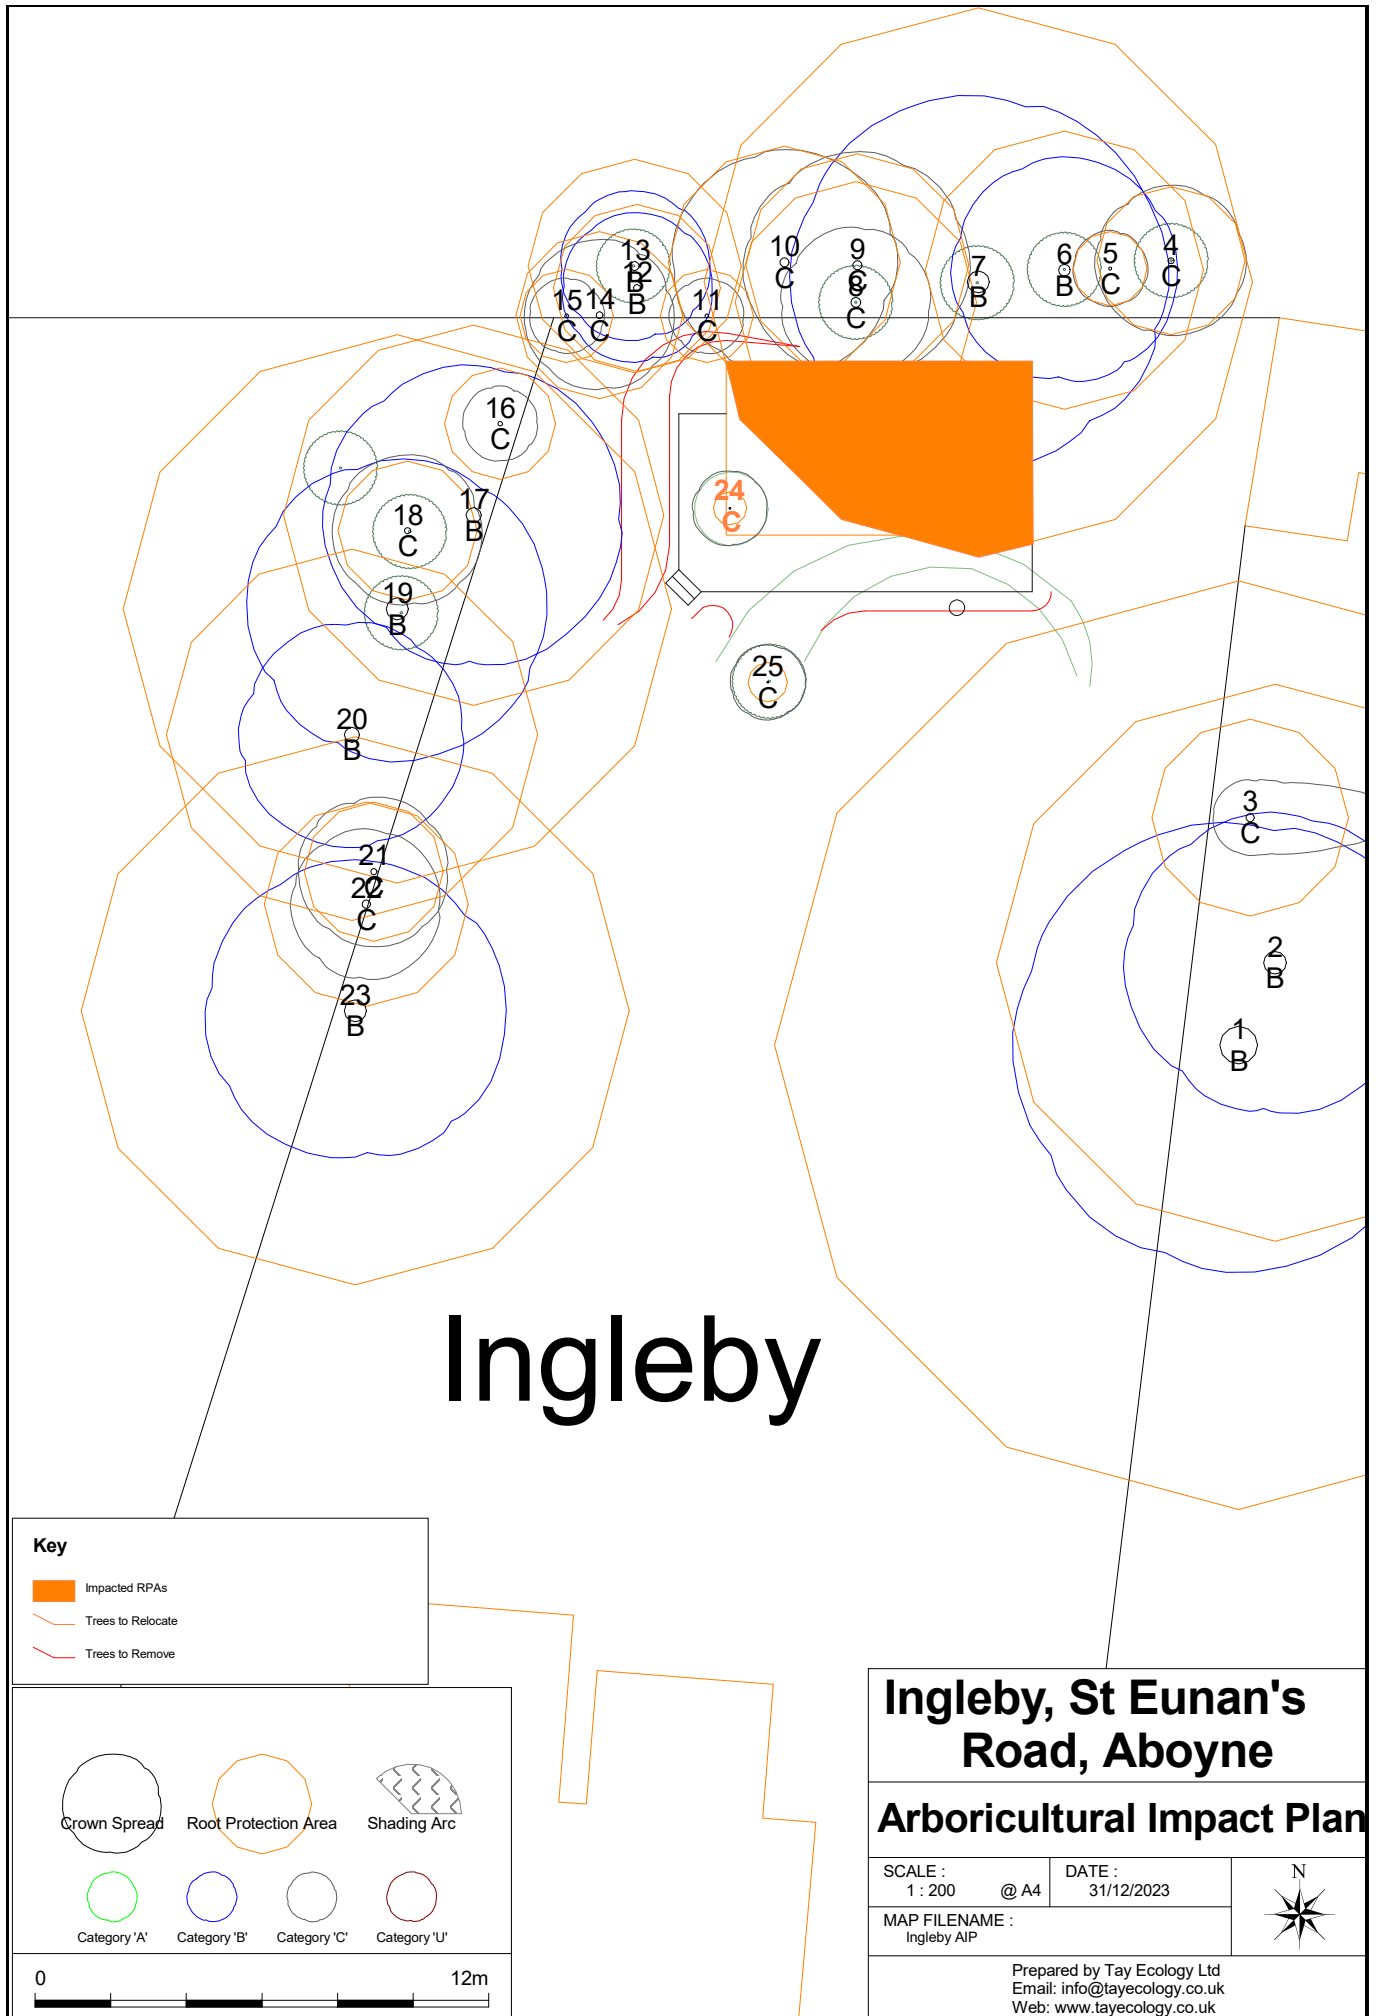 13
B
12
B
10
C
9
C
6
8
C
7
B
6
B
5
C
4
C
15
C
14
C
11
C
16
C
24
C
17
B
18
C
19
B
25
C
20
B
3
C
21
C
22
C
2
B
23
B
1
B
Ingleby
Key
Impacted RPAs
Trees to Relocate
Trees to Remove
Crown Spread
Root Protection Area
Shading Arc
Category 'A'
Category 'B'
Category 'C'
Category 'U'
0 12m
Ingleby, St Eunan's
Road, Aboyne
Arboricultural Impact Plan
SCALE :
1 : 200 @ A4
DATE :
31/12/2023
N
MAP FILENAME :
Ingleby AIP
Prepared by Tay Ecology Ltd
Email: info@tayecology.co.uk
Web: www.tayecology.co.uk